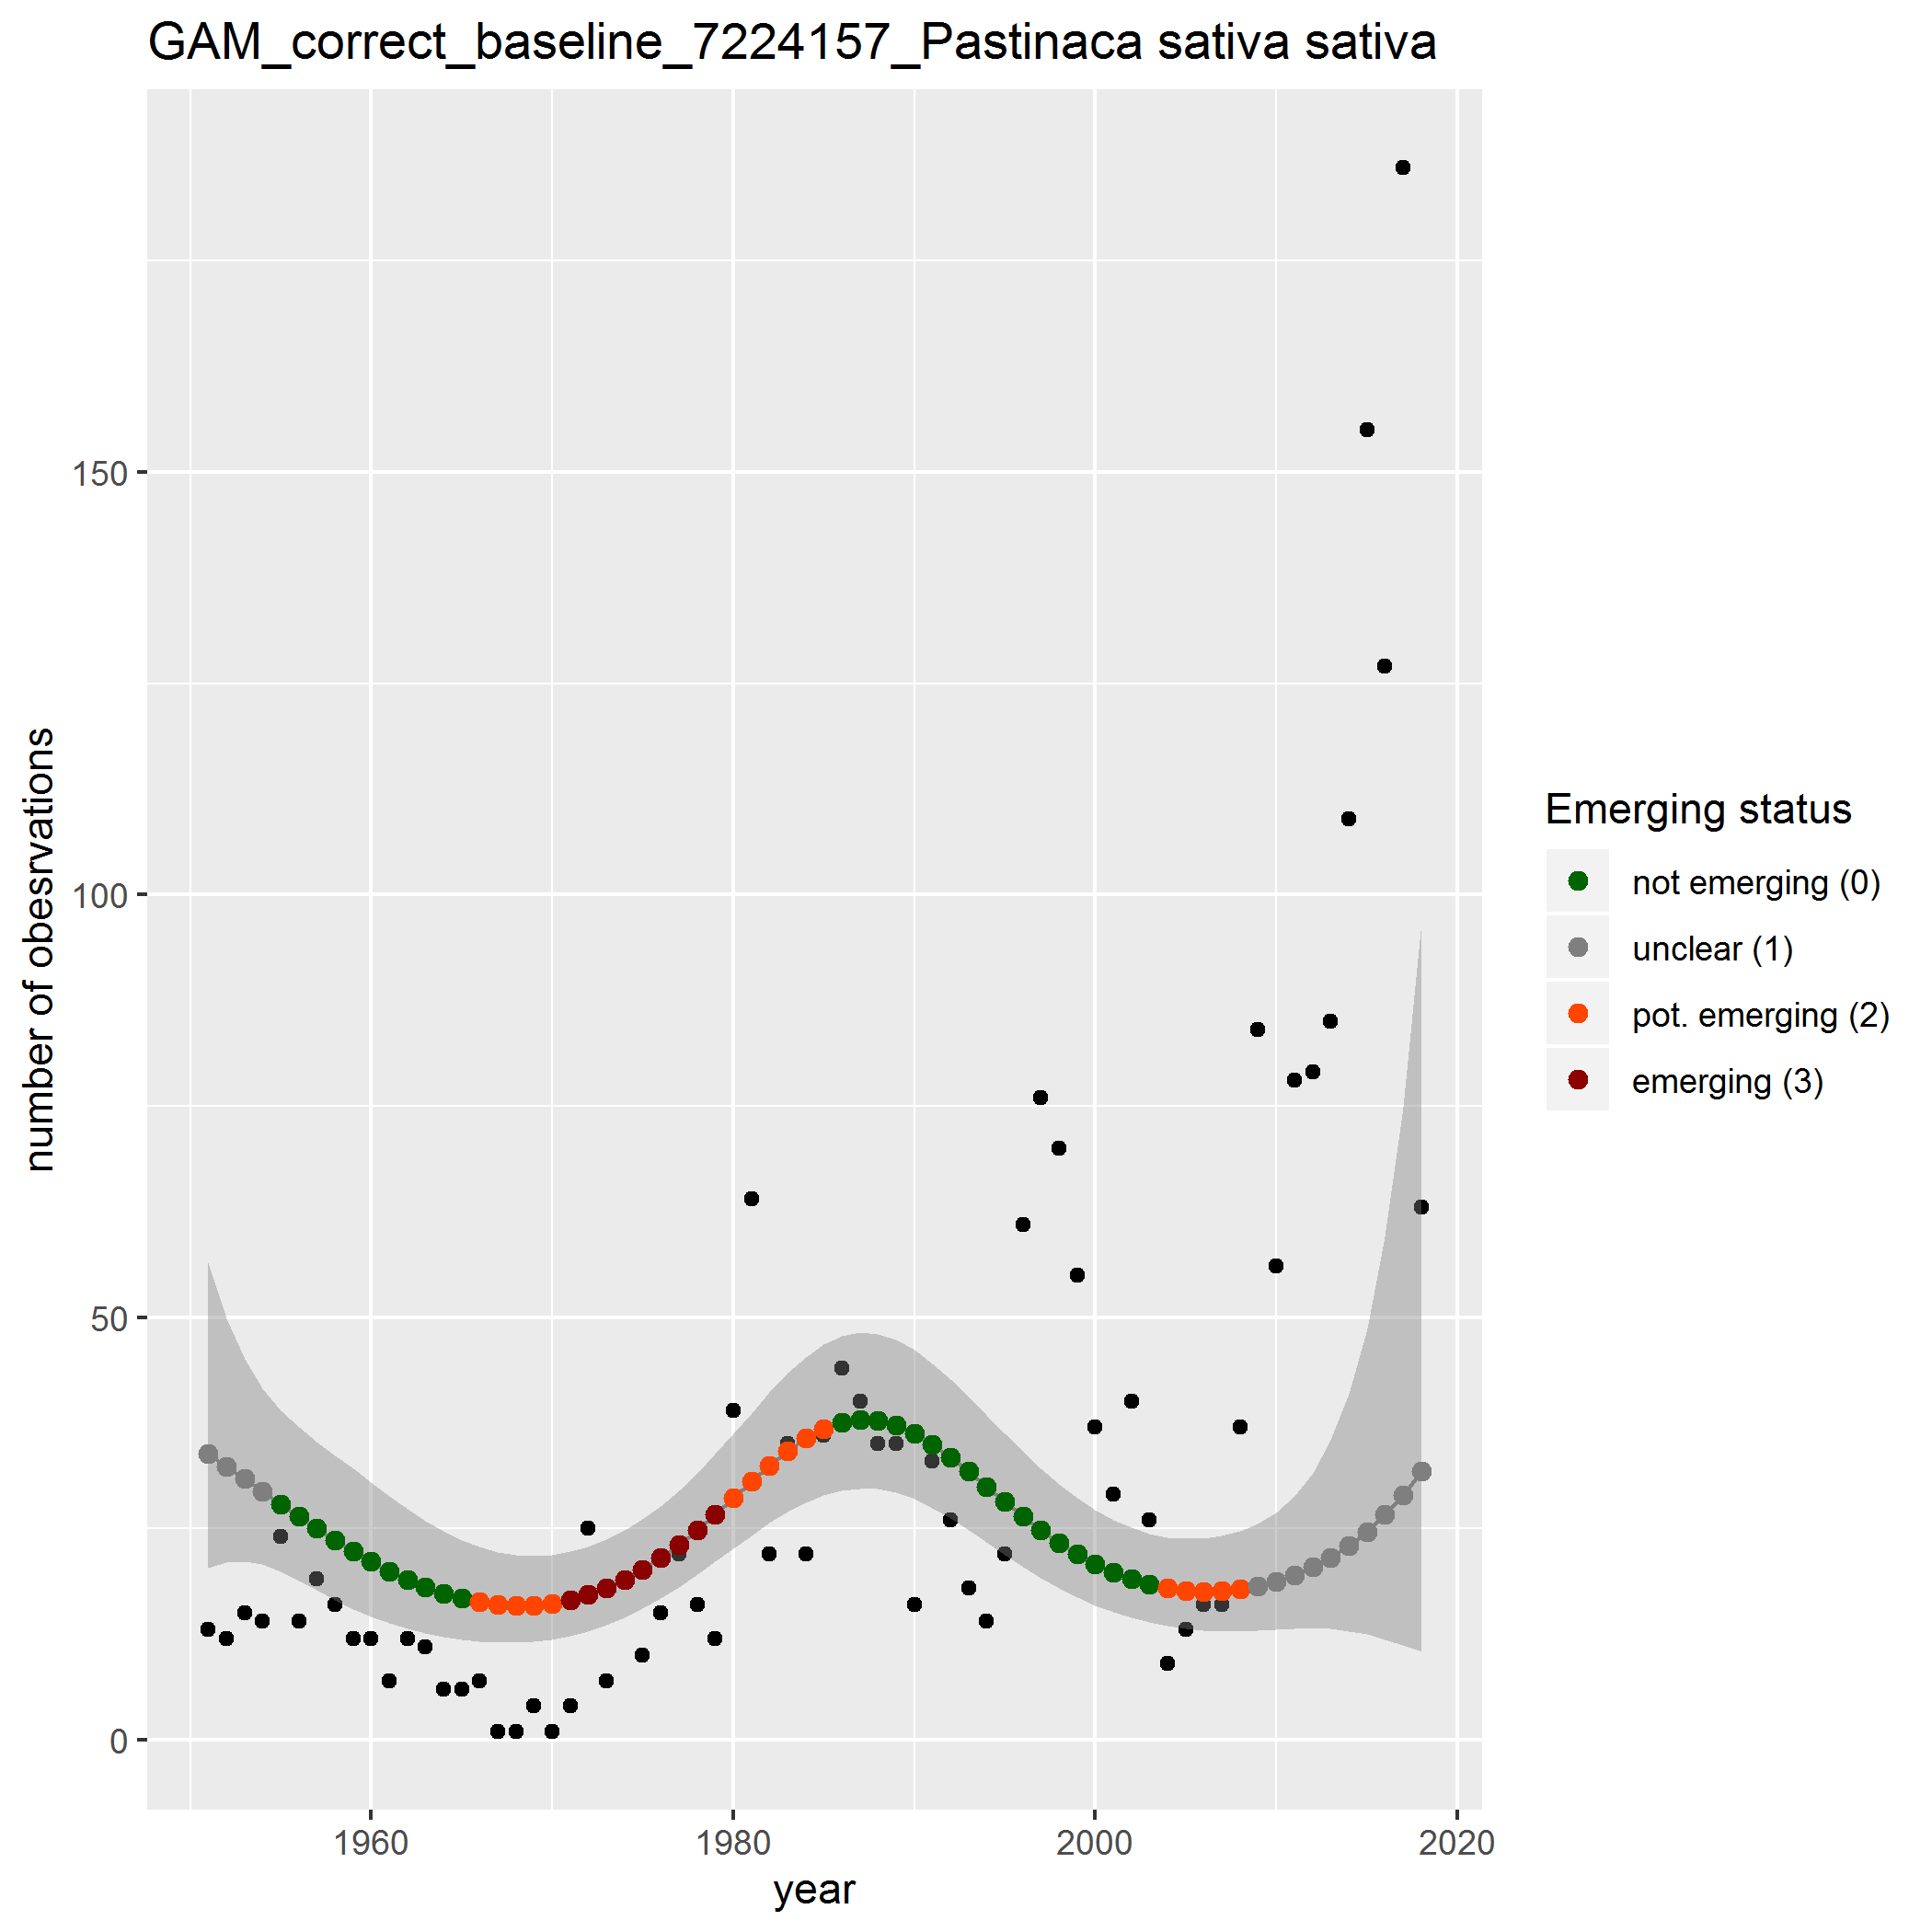 GAM_correct_baseline_7224157_Pastinaca sativa sativa
number of obesrvations
150
100
50
0
1960
1980
2000
2020
year
Emerging status
not emerging (0)
unclear (1)
pot. emerging (2)
emerging (3)